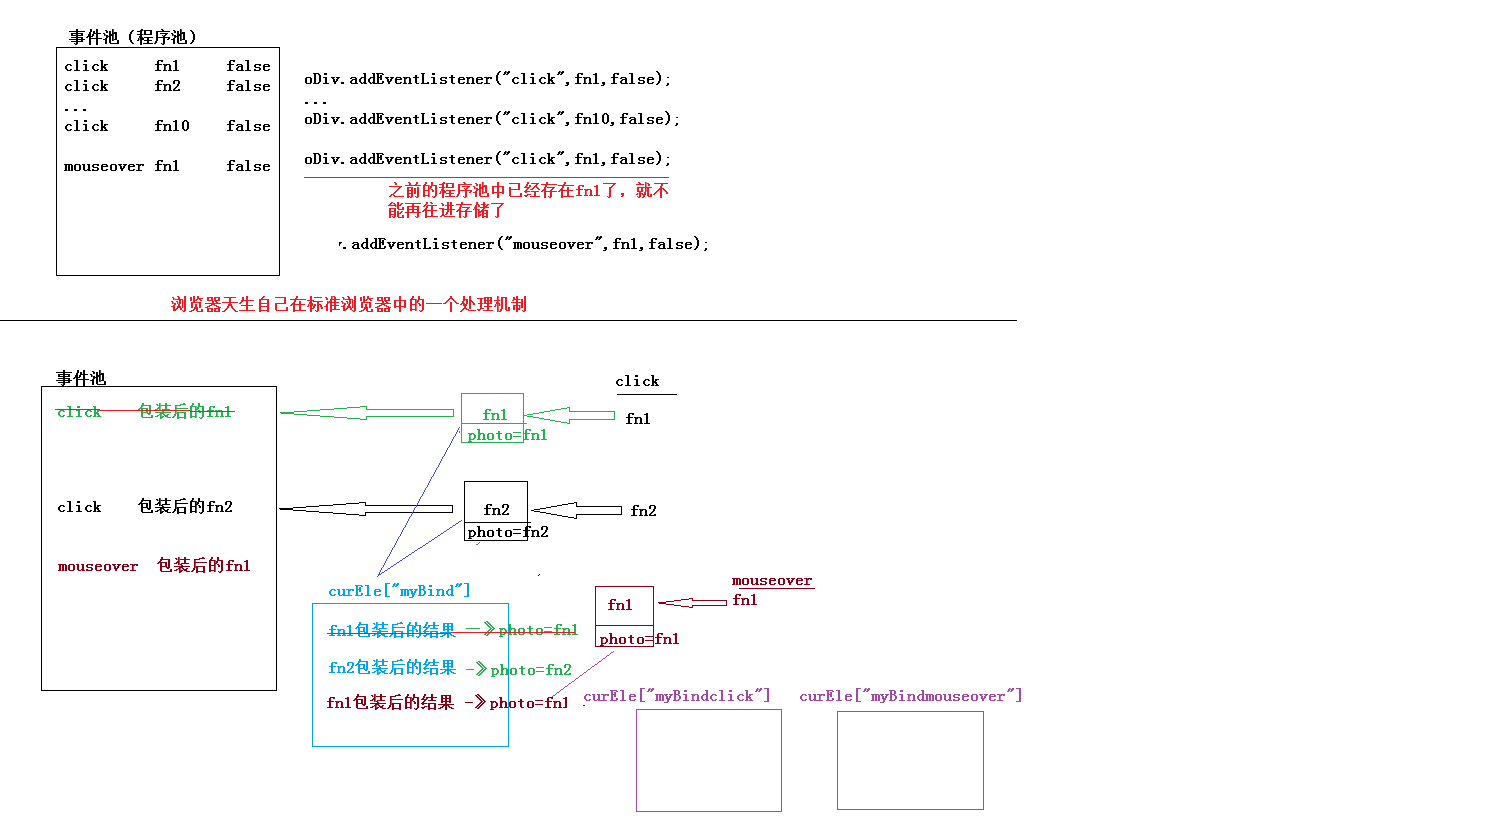 事件池（程序池）
click fn1 false
click fn2 false
...
click fn10 false
mouseover fn1 false
oDiv.addEventListener("click",fn1,false);
...
oDiv.addEventListener("click",fn10,false);
oDiv.addEventListener("click",fn1,false);
之前的程序池中已经存在fn1了，就不
能再往进存储了
.addEventListener("mouseover",fn1,false);
浏览器天生自己在标准浏览器中的一个处理机制
事件池
click 包装后的fn1
click 包装后的fn2
mouseover 包装后的fn1
click
fn1
photo=fn1
fn1
fn2
photo=fn2
fn2
mouseover
fn1
fn1
photo=fn1
curEle["myBind"]
fn1包装后的结果 —》photo=fn1
fn2包装后的结果 -》photo=fn2
fn1包装后的结果 -》photo=fn1
curEle["myBindclick"]
curEle["myBindmouseover"]